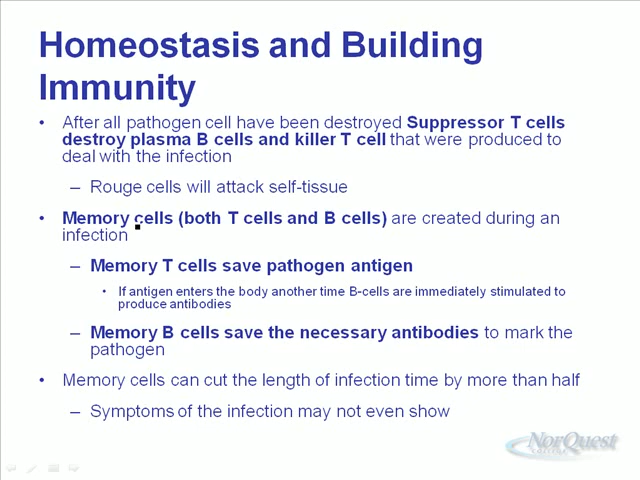 Homeostasis and Building
Immunity
• After all pathogen cell have been destroyed Suppressor T cells
destroy plasma B cells and killer T cell that were produced to
deal with the infection
– Rouge cells will attack self-tissue
• Memory cells (both T cells and B cells) are created during an
infection
– Memory T cells save pathogen antigen
• If antigen enters the body another time B-cells are immediately stimulated to
produce antibodies
– Memory B cells save the necessary antibodies to mark the
pathogen
• Memory cells can cut the length of infection time by more than half
– Symptoms of the infection may not even show
NorQuest
COLLEGE